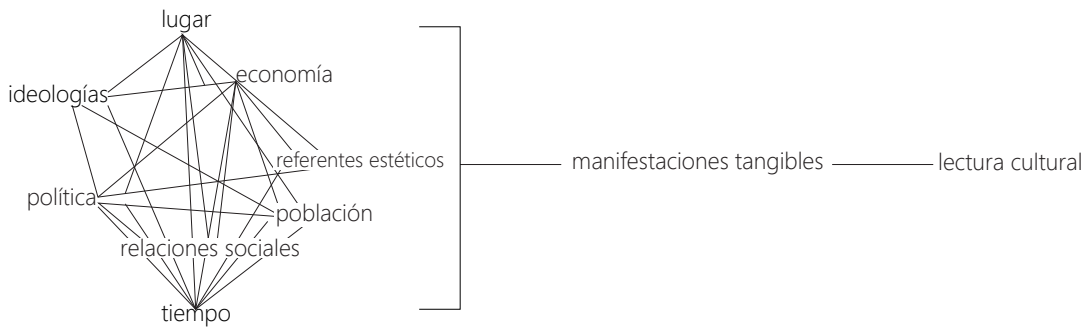 lugar
economía
ideologías
referentes estéticos
manifestaciones tangibles
lectura cultural
política
población
relaciones sociales
tiempo